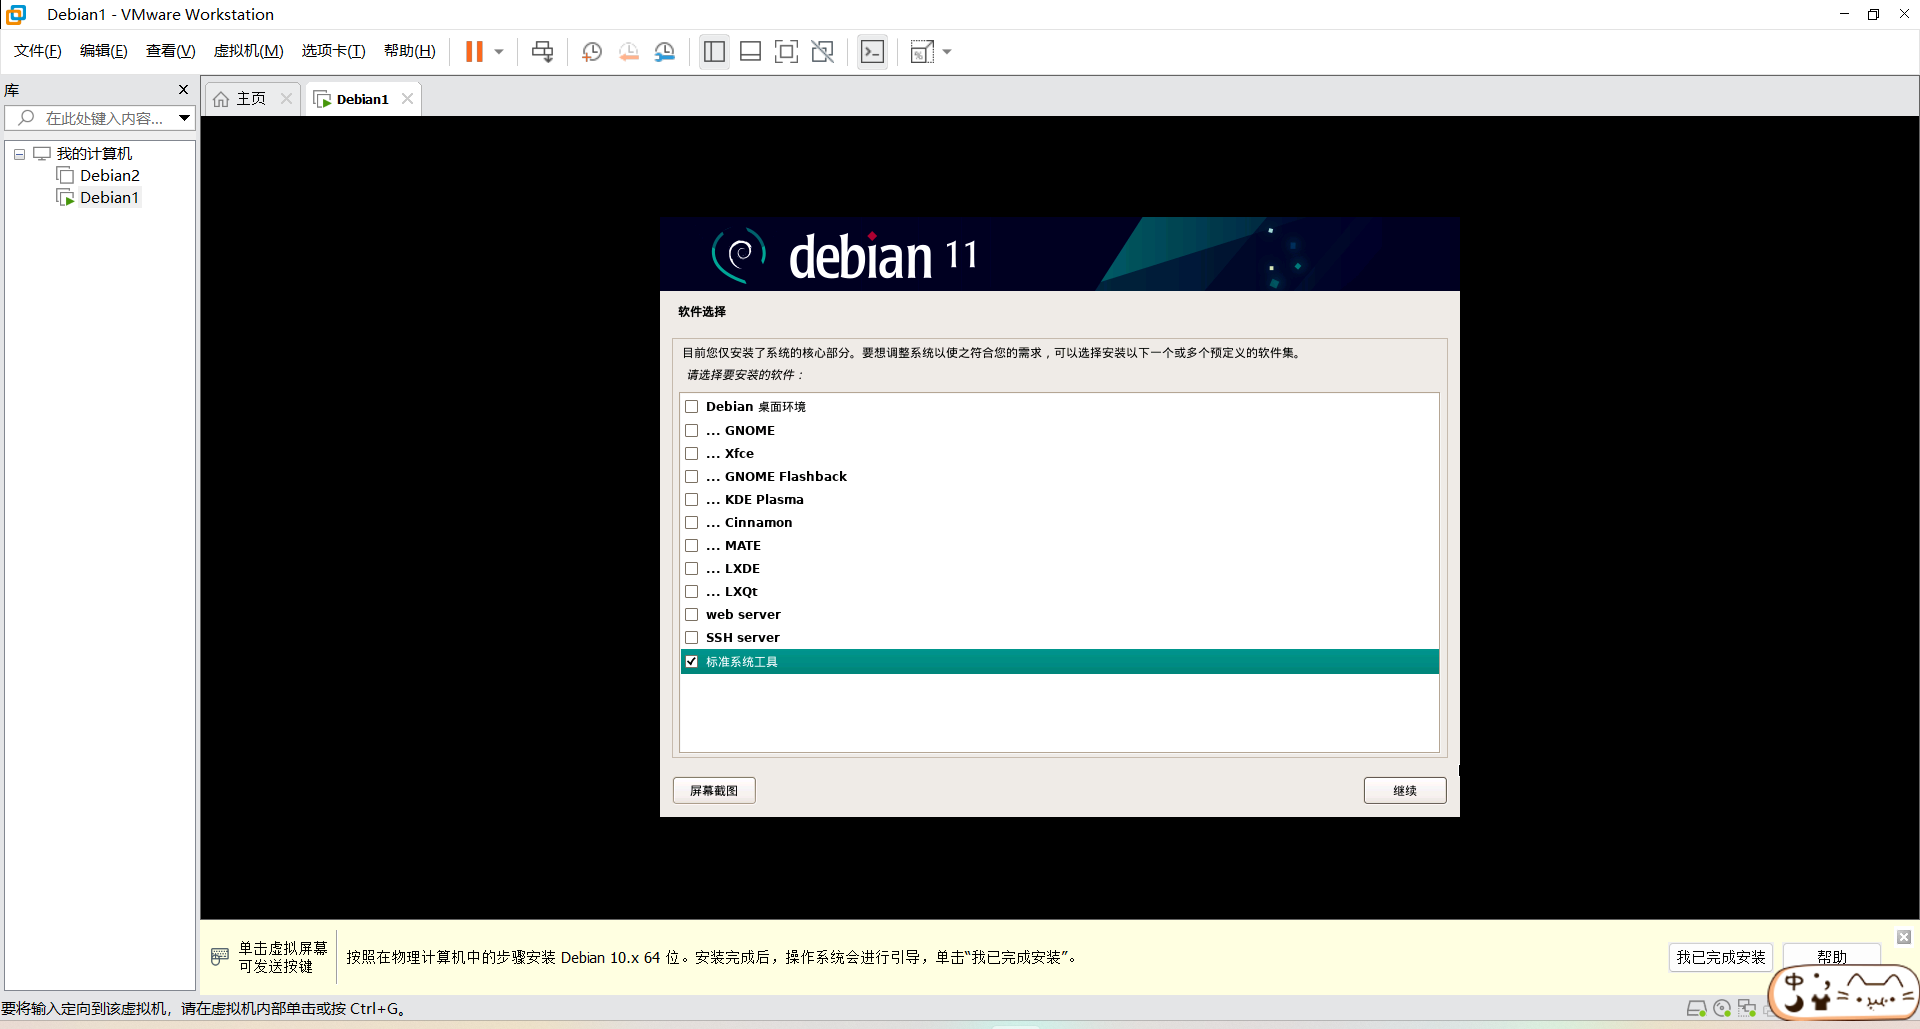 Debian1 - VMware Workstation
文件(F) 编辑(E) 查看(V) 虚拟机(M) 选项卡(T) 帮助(H)
库
主页
Debian1
在此处键入内容...
我的计算机
Debian2
Debian1
debian 11
软件选择
目前您仅安装了系统的核心部分。要想调整系统以使之符合您的需求，可以选择安装以下一个或多个预定义的软件集。
请选择要安装的软件：
Debian 桌面环境
... GNOME
... Xfce
... GNOME Flashback
... KDE Plasma
... Cinnamon
... MATE
... LXDE
... LXQt
web server
SSH server
标准系统工具
屏幕截图
继续
单击虚拟屏幕
可发送按键
按照在物理计算机中的步骤安装 Debian 10.x 64 位。安装完成后，操作系统会进行引导，单击“我已完成安装”。
我已完成安装
帮助
中
要将输入定向到该虚拟机，请在虚拟机内部单击或按 Ctrl+G。